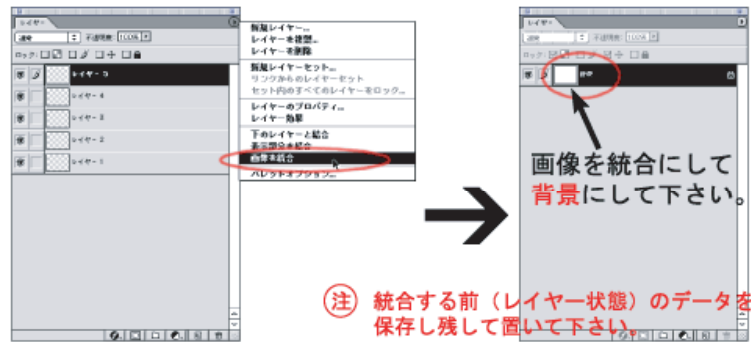 レイヤー
通常
不透明度: 100%
ロック:
レイヤー 5
レイヤー 4
レイヤー 3
レイヤー 2
レイヤー 1
新規レイヤー...
レイヤーを複製...
レイヤーを削除
新規レイヤーセット...
リンクからのレイヤーセット
セット内のすべてのレイヤーをロック...
レイヤーのプロパティ...
レイヤー効果
下のレイヤーと結合
表示部分を結合
画像を統合
パレットオプション...
レイヤー
通常
不透明度: 100%
ロック:
背景
画像を統合にして
背景にして下さい。
注 統合する前（レイヤー状態）のデータを
保存し残して置いて下さい。